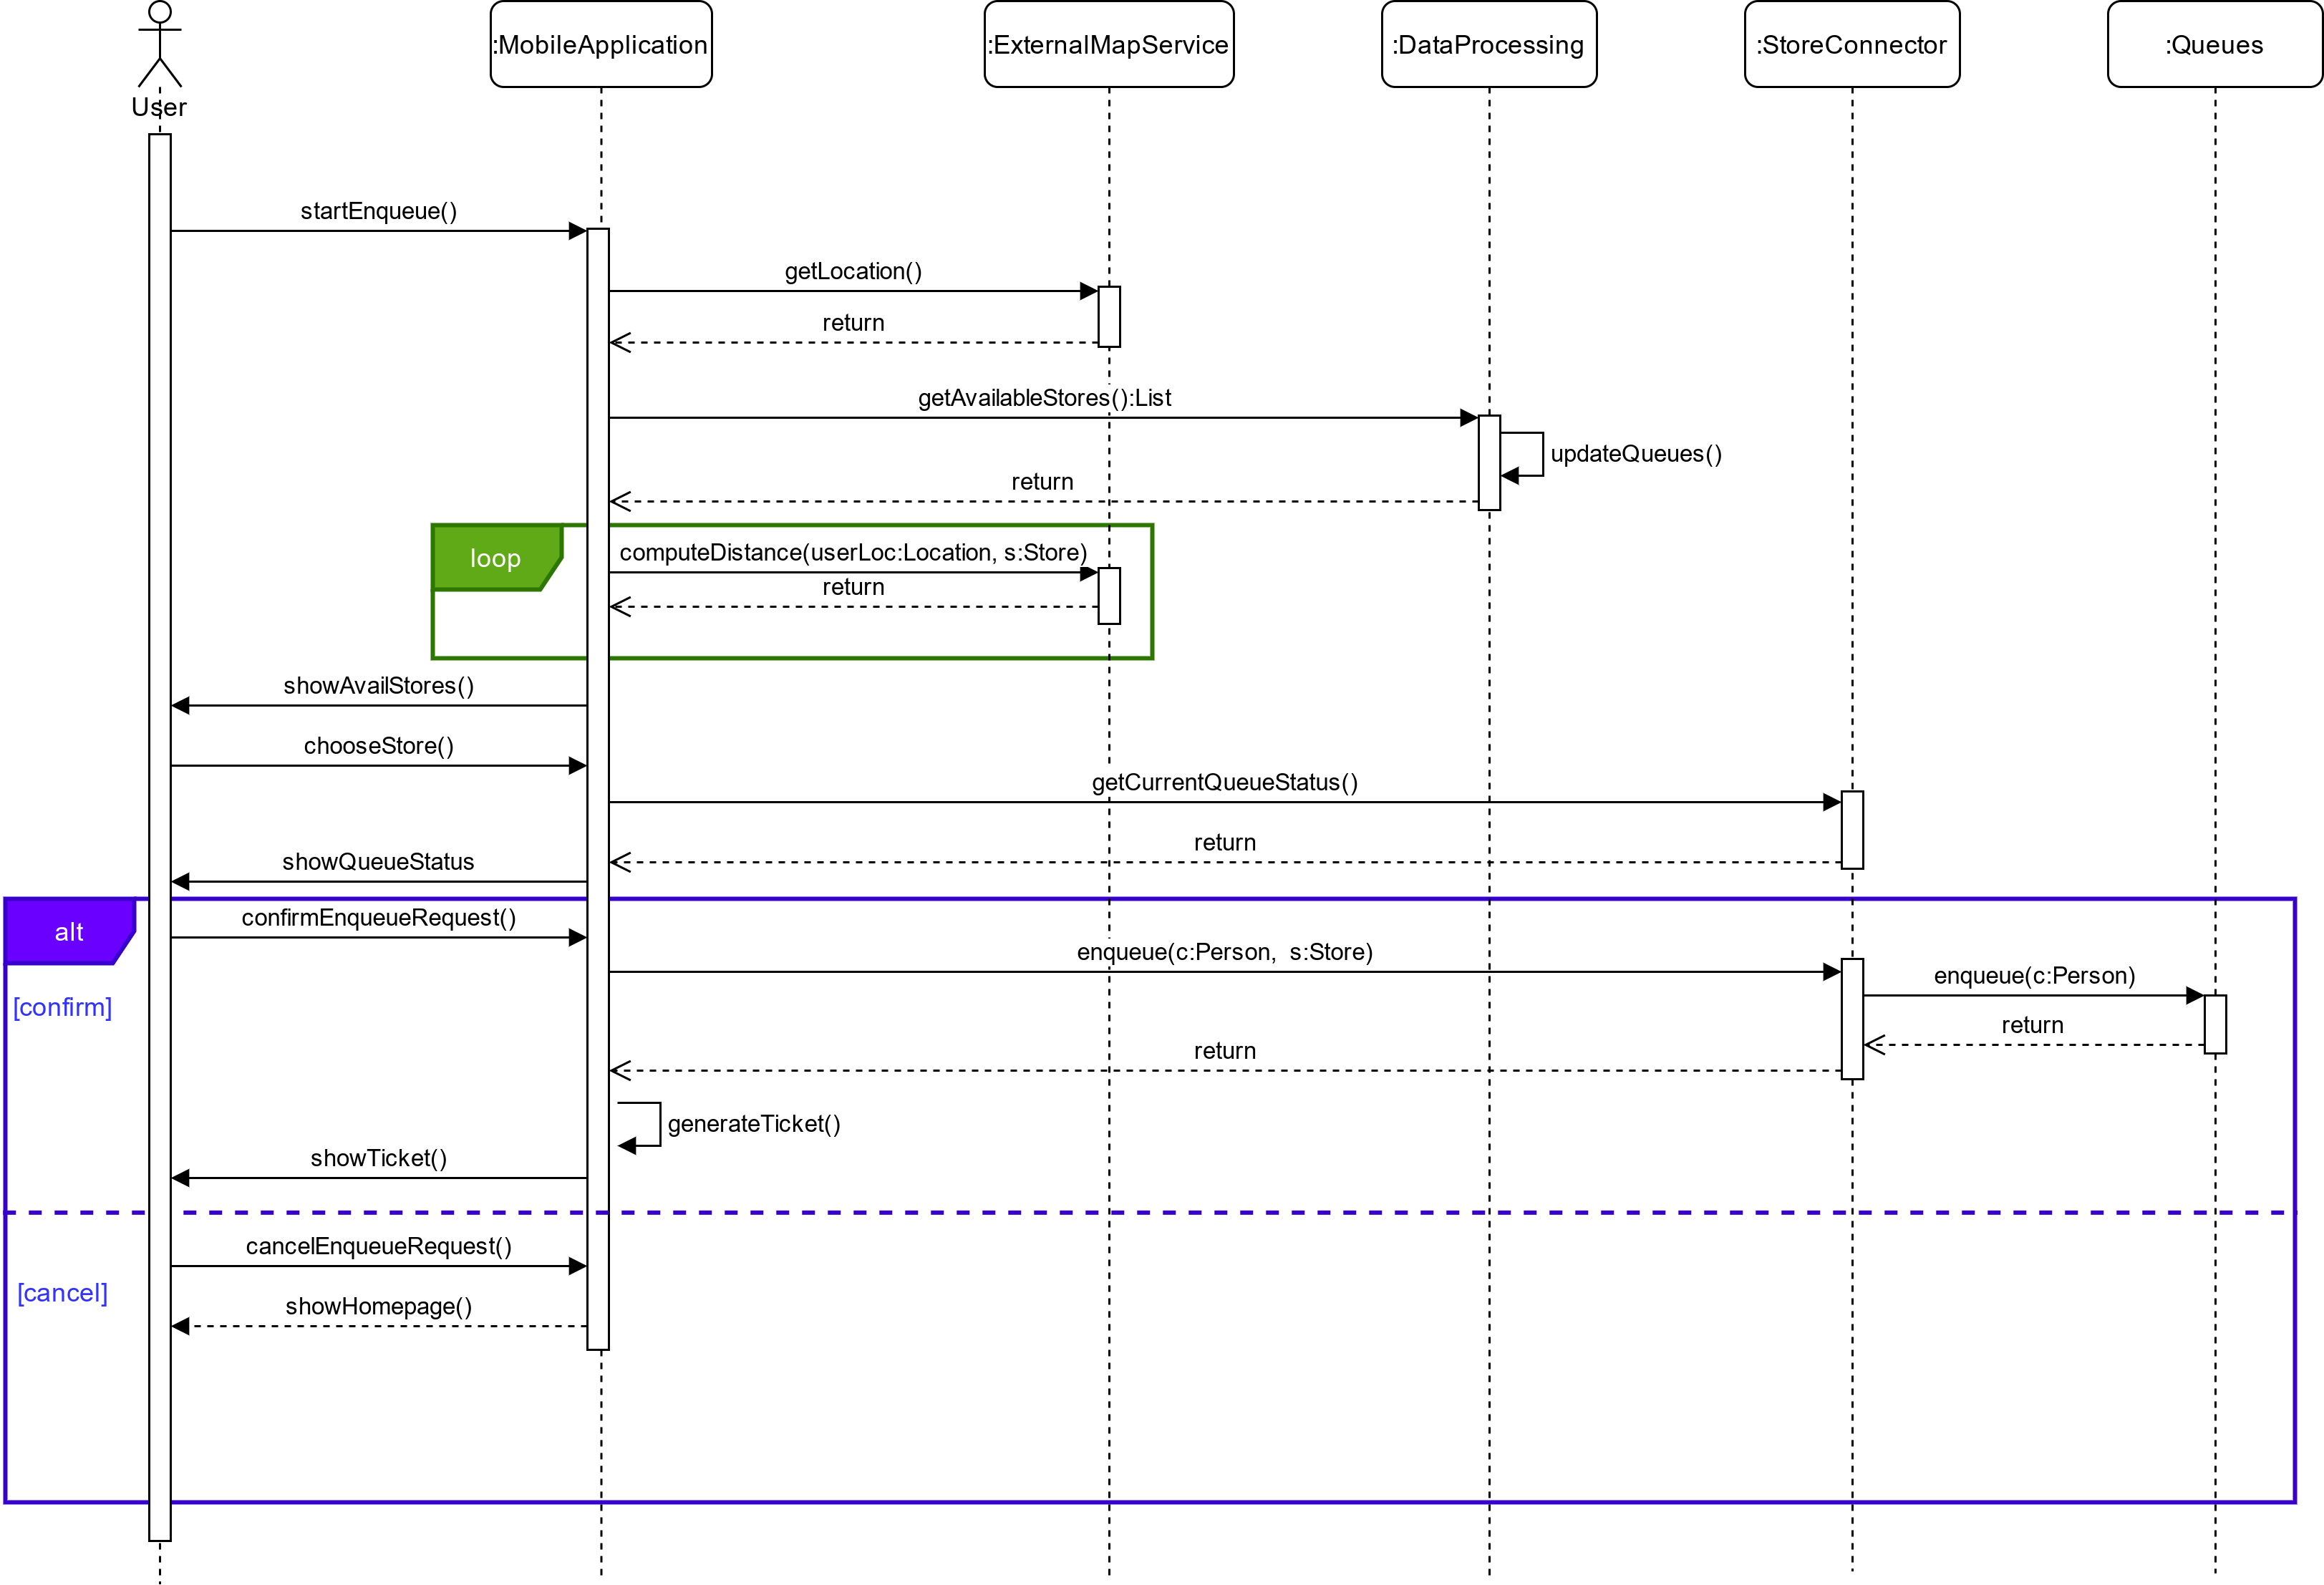 :MobileApplication
:ExternalMapService
:DataProcessing
:StoreConnector
:Queues
User
startEnqueue()
getLocation()
return
getAvailableStores():List
updateQueues()
return
loop
computeDistance(userLoc:Location, s:Store)
return
showAvailStores()
chooseStore()
getCurrentQueueStatus()
return
showQueueStatus
alt
confirmEnqueueRequest()
enqueue(c:Person,  s:Store)
enqueue(c:Person)
[confirm]
return
return
generateTicket()
showTicket()
cancelEnqueueRequest()
[cancel]
showHomepage()